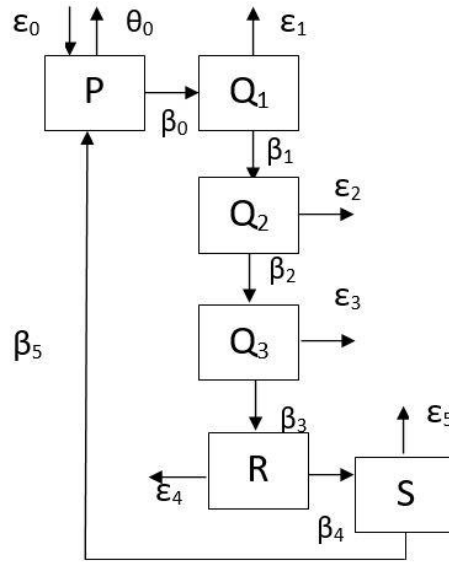 ε₀ θ₀ ε₁
P Q₁
β₀ β₁
ε₂
Q₂
β₂
ε₃
Q₃
β₅
β₃
ε₅
R
ε₄ S
β₄